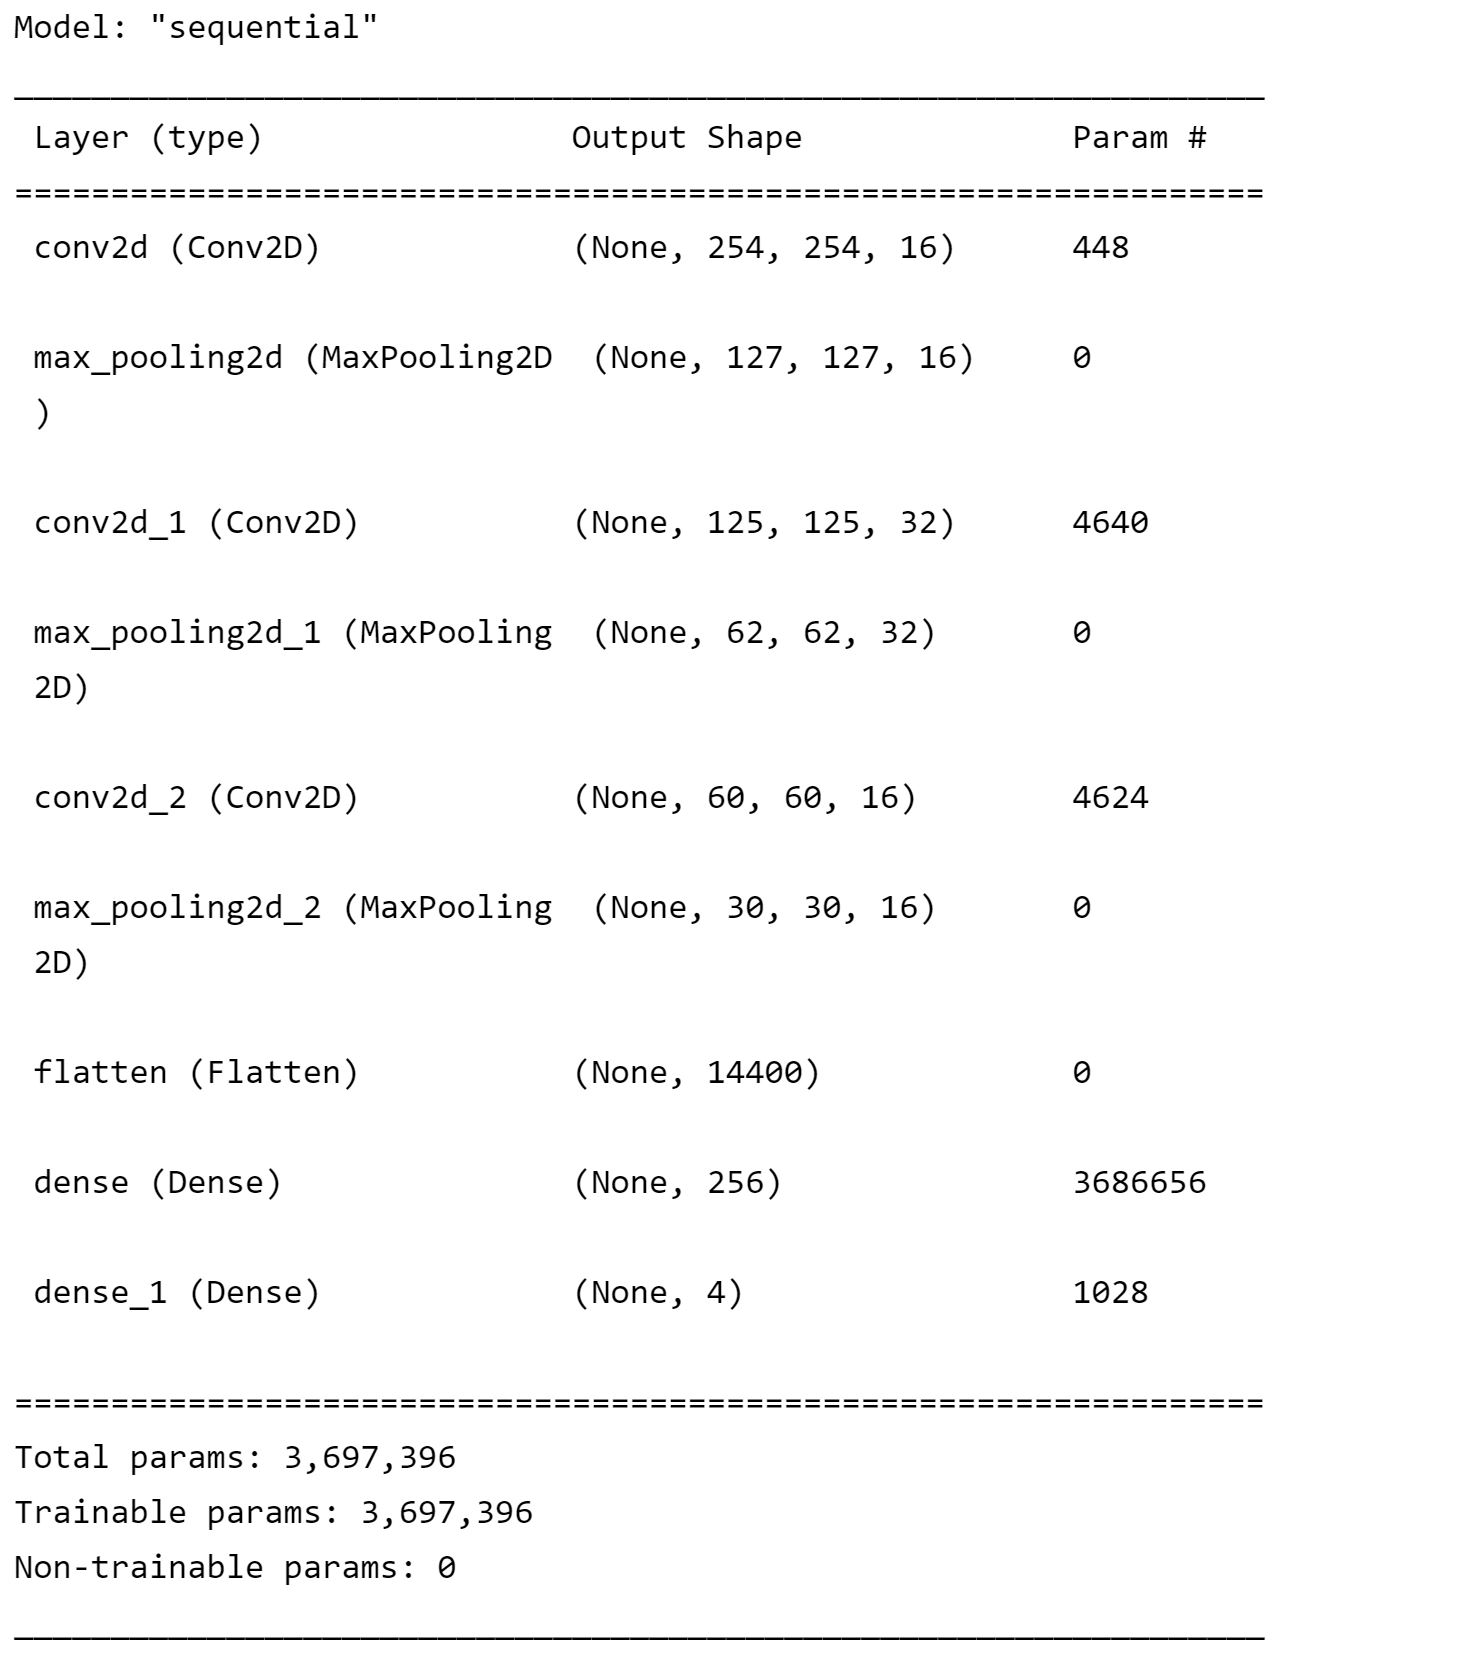 Model: "sequential"
_________________________________________________________________
Layer (type) Output Shape Param #
=================================================================
conv2d (Conv2D) (None, 254, 254, 16) 448
max_pooling2d (MaxPooling2D (None, 127, 127, 16) 0
)
conv2d_1 (Conv2D) (None, 125, 125, 32) 4640
max_pooling2d_1 (MaxPooling (None, 62, 62, 32) 0
2D)
conv2d_2 (Conv2D) (None, 60, 60, 16) 4624
max_pooling2d_2 (MaxPooling (None, 30, 30, 16) 0
2D)
flatten (Flatten) (None, 14400) 0
dense (Dense) (None, 256) 3686656
dense_1 (Dense) (None, 4) 1028
=================================================================
Total params: 3,697,396
Trainable params: 3,697,396
Non-trainable params: 0
_________________________________________________________________